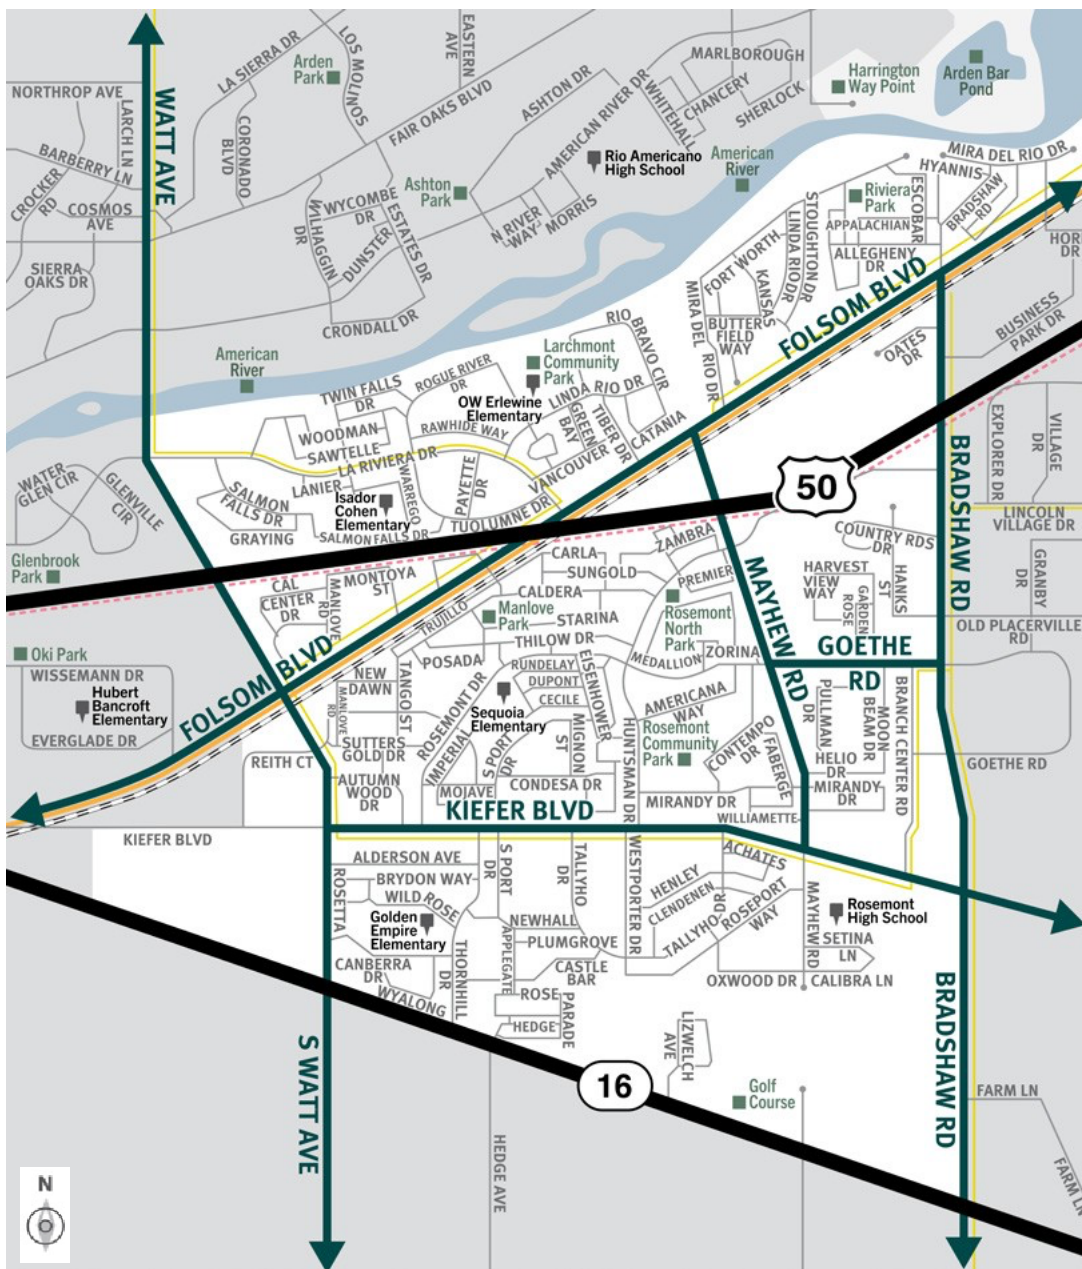 EASTERN
AVE
LOS MOLINOS
LA SIERRA DR
Arden
Park
MARLBOROUGH
Harrington
Way Point
Arden Bar
Pond
NORTHROP AVE
WATT AVE
LARCH LN
CORONADO
BLVD
FAIR OAKS BLVD
ASHTON DR
AMERICAN RIVER DR
WHITEHALL
CHANCERY
SHERLOCK
BARBERRY LN
CROCKER
RD
COSMOS
AVE
SIERRA
OAKS DR
Rio Americano
High School
American
River
MIRA DEL RIO DR
HYANNIS
WYCOMBE
DR
WILHAGGIN
DR
DUNSTER
ESTATES DR
Ashton
Park
N RIVER
WAY
MORRIS
Riviera
Park
ESCOBAR
BRADSHAW
RD
APPALACHIAN
ALLEGHENY
DR
STOUGHTON DR
LINDA RIO DR
KANSAS
FORT WORTH
BUTTER
FIELD WAY
MIRA DEL RIO DR
FOLSOM BLVD
HOR
DR
CRONDALL DR
American
River
OATES
DR
BUSINESS
PARK DR
RIO
BRAVO CIR
Larchmont
Community
Park
OW Erlewine
Elementary
LINDA RIO DR
ROGUE RIVER
DR
TWIN FALLS
DR
WOODMAN
SAWTELLE
RAWHIDE WAY
LA RIVIERA DR
GREEN
BAY
TIBER DR
CATANIA
VANCOUVER
WATER
GLEN CIR
GLENVILLE
CIR
SALMON
FALLS DR
GRAYING
LANIER
Isador
Cohen
Elementary
WARREGO
PAYETTE
DR
TUOLUMNE DR
SALMON FALLS DR
EXPLORER DR
VILLAGE
DR
50
BRADSHAW RD
LINCOLN
VILLAGE DR
Glenbrook
Park
CAL
CENTER DR
MANLOVE
RD
MONTOYA
ST
CARLA
SUNGOLD
CALDERA
ZAMBRA
PREMIER
COUNTRY RDS
DR
HARVEST
VIEW WAY
GARDEN
ROSE
HANKS
ST
GRANBY
DR
OLD PLACERVILLE
RD
Oki Park
WISSEMANN DR
Hubert
Bancroft
Elementary
EVERGLADE DR
TRUJILLO
Manlove
Park
STARINA
THILOW DR
Rosemont
North
Park
MAYHEW RD
GOETHE
RD
FOLSOM BLVD
NEW
DAWN
MANLOVE
RD
TANGO ST
POSADA
RUNDELAY
DUPONT
CECILE
EISENHOWER
MEDALLION
ZORINA
AMERICANA
WAY
DR
PULLMAN
MOON
BEAM DR
BRANCH CENTER RD
Sequoia
Elementary
ROSEMONT DR
IMPERIAL
S PORT
DR
MIGNON
ST
HUNTSMAN DR
Rosemont
Community
Park
CONTEMPO
DR
FABERGE
REITH CT
SUTTERS
GOLD DR
AUTUMN
WOOD DR
MOJAVE
CONDESA DR
HELIO
DR
MIRANDY
DR
GOETHE RD
MIRANDY DR
WILLIAMETTE
KIEFER BLVD
KIEFER BLVD
ALDERSON AVE
BRYDON WAY
WILD ROSE
ROSETTA
S PORT
DR
TALLYHO
DR
WESTPORTER DR
ACHATES
HENLEY
CLENDENEN
TALLYHO DR
ROSEPORT
WAY
MAYHEW RD
Rosemont
High School
SETINA
LN
CALIBRA LN
OXWOOD DR
Golden
Empire
Elementary
CANBERRA
DR
WYALONG
THORNHILL
DR
APPLEGATE
NEWHALL
PLUMGROVE
CASTLE
BAR
ROSE
PARADE
HEDGE
LIZWELCH
AVE
BRADSHAW RD
S WATT AVE
16
Golf
Course
HEDGE AVE
FARM LN
FARM LN
N